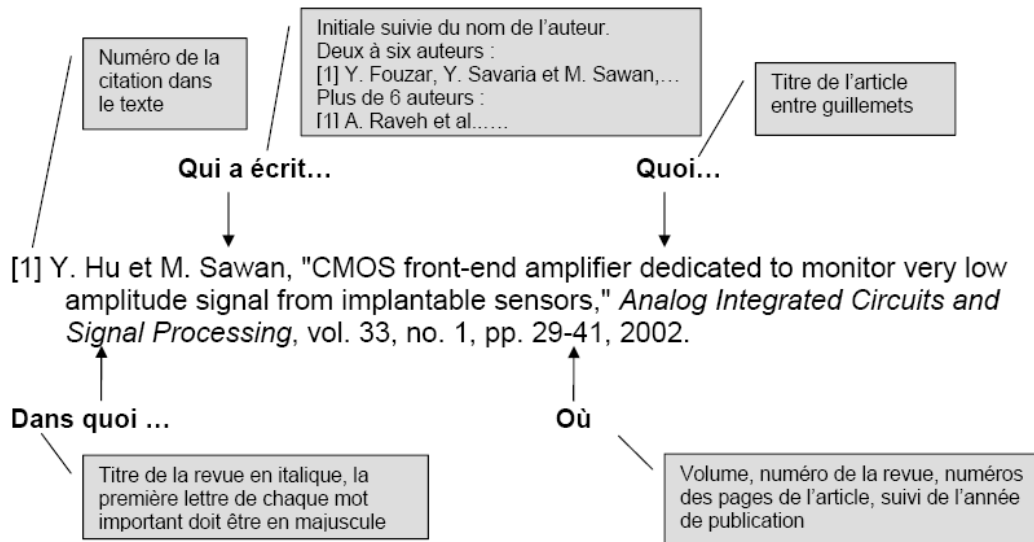 Numéro de la
citation dans
le texte
Initiale suivie du nom de l'auteur.
Deux à six auteurs :
[1] Y. Fouzar, Y. Savaria et M. Sawan,…
Plus de 6 auteurs :
[1] A. Raveh et al……
Titre de l'article
entre guillemets
Qui a écrit…
Quoi…
[1] Y. Hu et M. Sawan, "CMOS front-end amplifier dedicated to monitor very low
amplitude signal from implantable sensors," Analog Integrated Circuits and
Signal Processing, vol. 33, no. 1, pp. 29-41, 2002.
Dans quoi …
Où
Titre de la revue en italique, la
première lettre de chaque mot
important doit être en majuscule
Volume, numéro de la revue, numéros
des pages de l'article, suivi de l'année
de publication